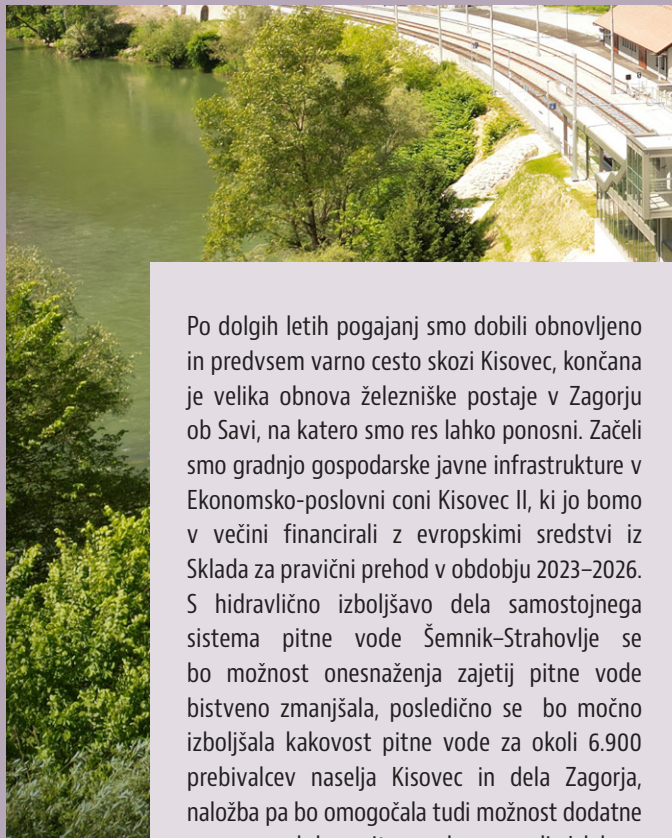 Po dolgih letih pogajanj smo dobili obnovljeno
in predvsem varno cesto skozi Kisovec, končana
je velika obnova železniške postaje v Zagorju
ob Savi, na katero smo res lahko ponosni. Začeli
smo gradnjo gospodarske javne infrastrukture v
Ekonomsko-poslovni coni Kisovec II, ki jo bomo
v večini financirali z evropskimi sredstvi iz
Sklada za pravični prehod v obdobju 2023–2026.
S hidravlično izboljšavo dela samostojnega
sistema pitne vode Šemnik–Strahovlje se
bo možnost onesnaženja zajetij pitne vode
bistveno zmanjšala, posledično se bo močno
izboljšala kakovost pitne vode za okoli 6.900
prebivalcev naselja Kisovec in dela Zagorja,
naložba pa bo omogočala tudi možnost dodatne